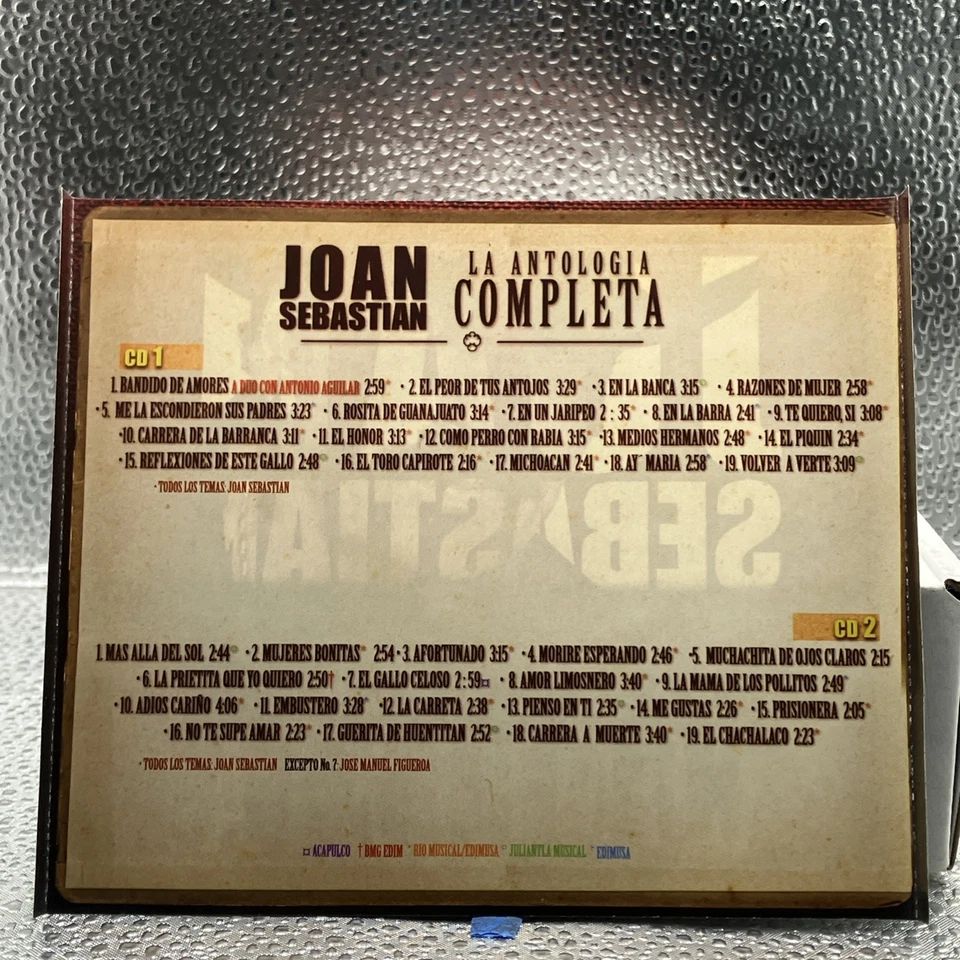 JOAN SEBASTIAN
LA ANTOLOGIA COMPLETA
CD 1
1. BANDIDO DE AMORES A DUO CON ANTONIO AGUILAR 2:59* • 2. EL PEOR DE TUS ANTOJOS 3:29* • 3. EN LA BANCA 3:15° • 4. RAZONES DE MUJER 2:58*
•5. ME LA ESCONDIERON SUS PADRES 3:23* • 6. ROSITA DE GUANAJUATO 3:14* •7. EN UN JARIPEO 2 : 35* • 8. EN LA BARRA 2:41* •9. TE QUIERO, SI 3:08*
•10. CARRERA DE LA BARRANCA 3:11* •11. EL HONOR 3:13* •12. COMO PERRO CON RABIA 3:15* •13. MEDIOS HERMANOS 2:48* •14. EL PIQUIN 2:34*
•15. REFLEXIONES DE ESTE GALLO 2:48° •16. EL TORO CAPIROTE 2:16* •17. MICHOACAN 2:41* •18. AY´ MARIA 2:58* •19. VOLVER A VERTE 3:09°
• TODOS LOS TEMAS: JOAN SEBASTIAN
CD 2
1. MAS ALLA DEL SOL 2:44° •2. MUJERES BONITAS* 2:54 •3. AFORTUNADO 3:15* •4. MORIRE ESPERANDO 2:46* •5. MUCHACHITA DE OJOS CLAROS 2:15
•6. LA PRIETITA QUE YO QUIERO 2:50† •7. EL GALLO CELOSO 2:59¤ •8. AMOR LIMOSNERO 3:40* •9. LA MAMA DE LOS POLLITOS 2:49*
•10. ADIOS CARIÑO 4:06* •11. EMBUSTERO 3:28* •12. LA CARRETA 2:38* •13. PIENSO EN TI 2:35° •14. ME GUSTAS 2:26* •15. PRISIONERA 2:05*
•16. NO TE SUPE AMAR 2:23* •17. GUERITA DE HUENTITAN 2:52° •18. CARRERA A MUERTE 3:40* •19. EL CHACHALACO 2:23*
• TODOS LOS TEMAS: JOAN SEBASTIAN EXCEPTO No. 7: JOSE MANUEL FIGUEROA
¤ ACAPULCO † BMG EDIM * RIO MUSICAL/EDIMUSA ° JULIANTLA MUSICAL * EDIMUSA